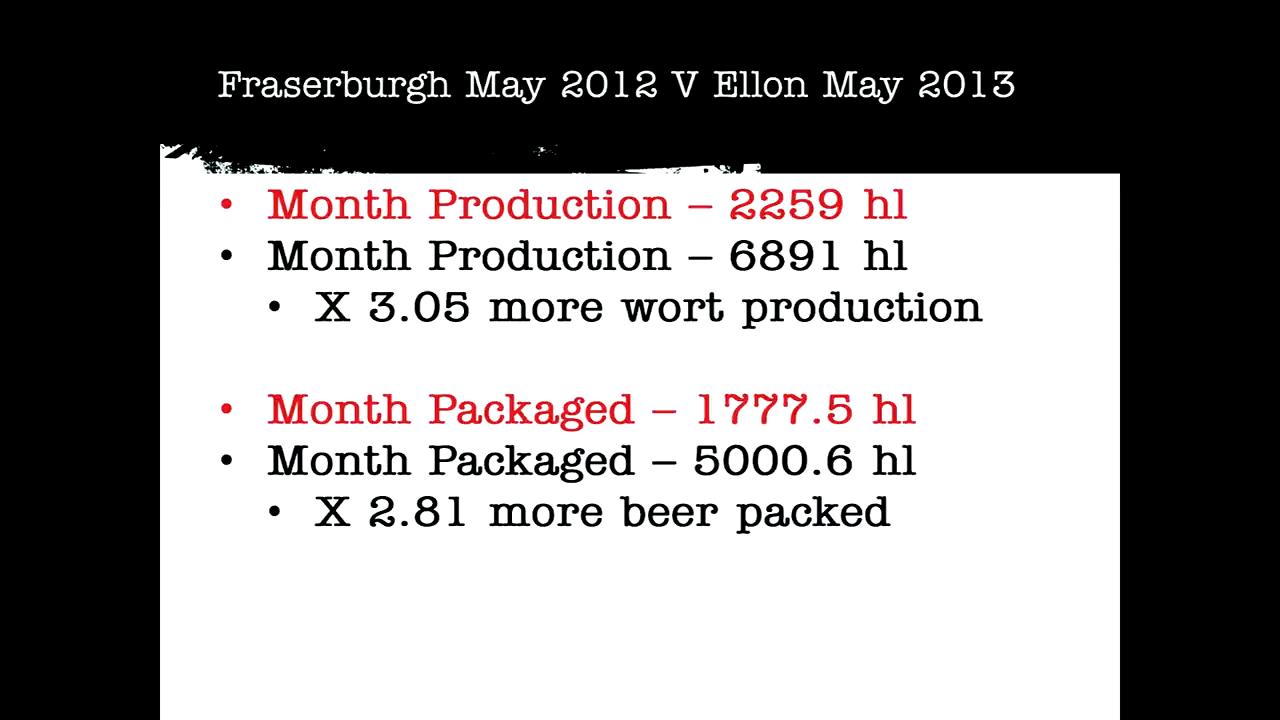 Fraserburgh May 2012 V Ellon May 2013
• Month Production – 2259 hl
• Month Production – 6891 hl
• X 3.05 more wort production
• Month Packaged – 1777.5 hl
• Month Packaged – 5000.6 hl
• X 2.81 more beer packed